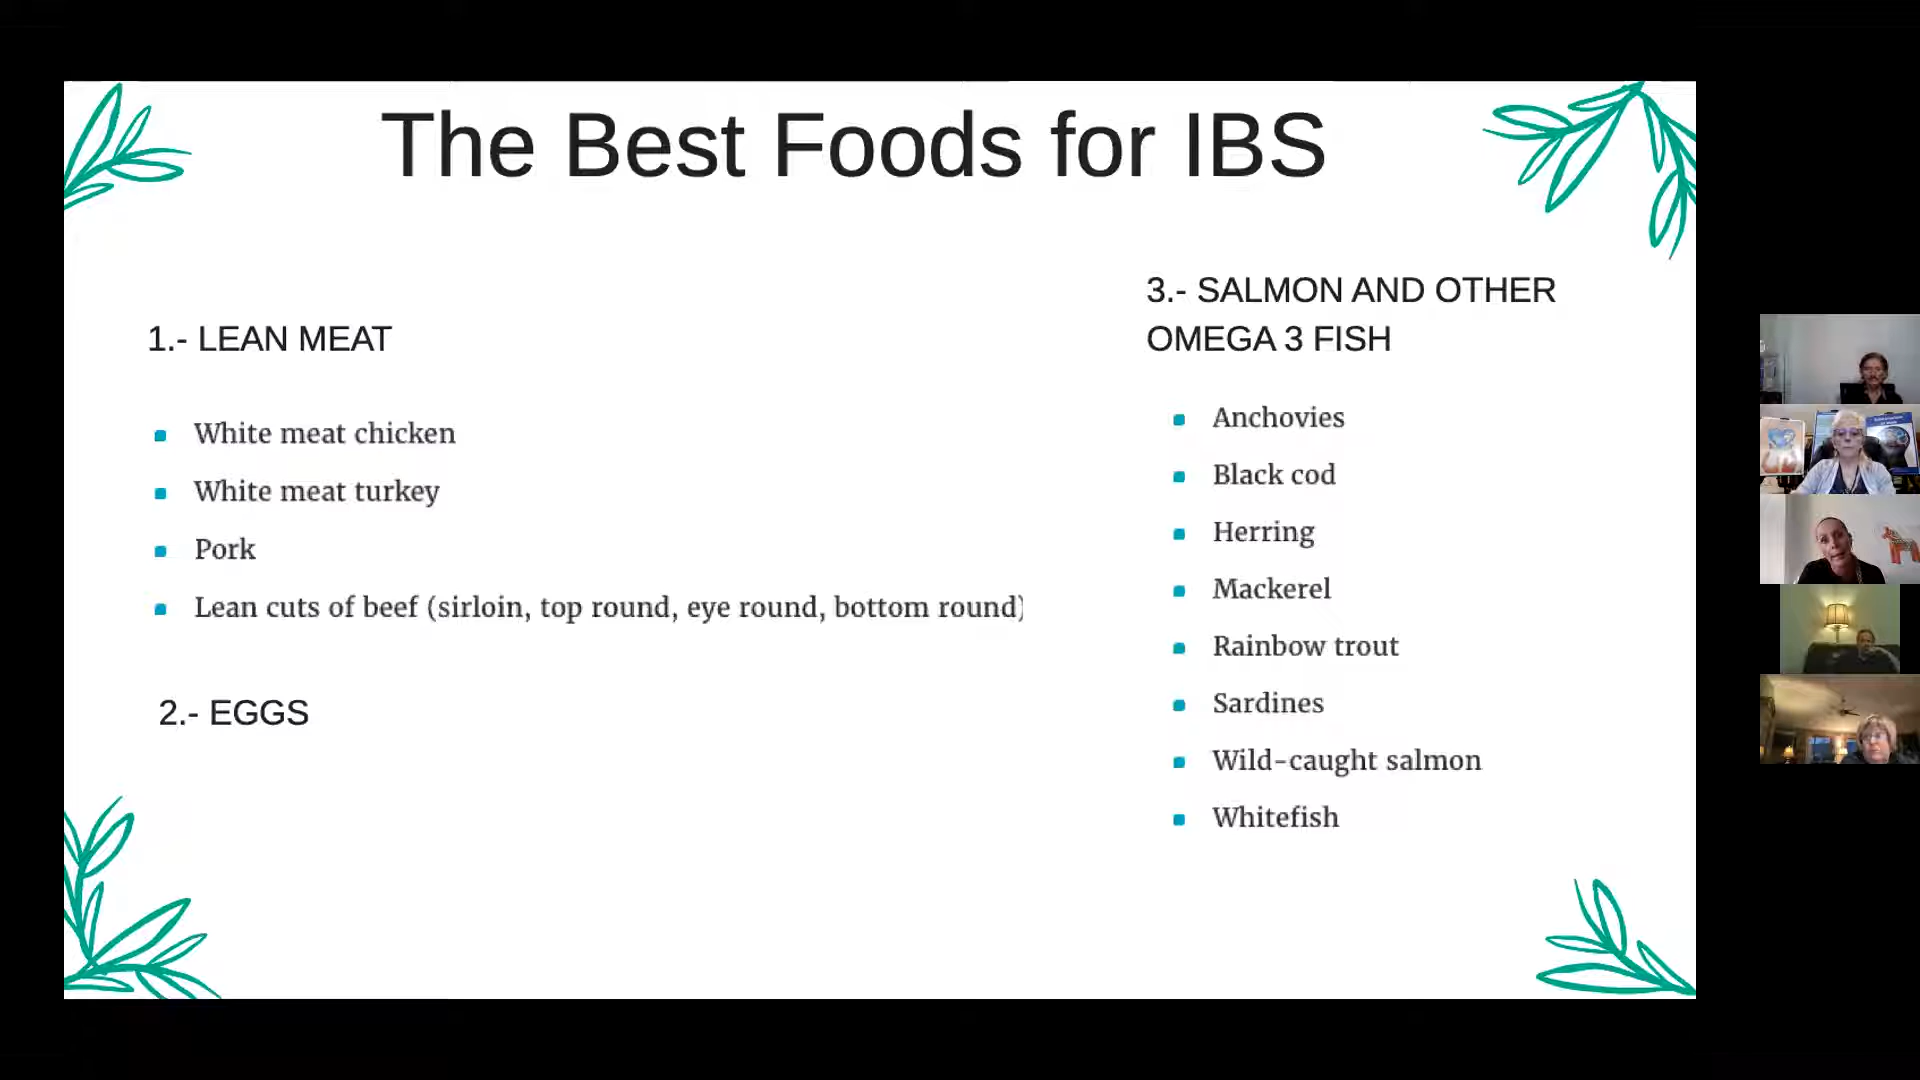 The Best Foods for IBS
1.- LEAN MEAT
White meat chicken
White meat turkey
Pork
Lean cuts of beef (sirloin, top round, eye round, bottom round)
2.- EGGS
3.- SALMON AND OTHER
OMEGA 3 FISH
Anchovies
Black cod
Herring
Mackerel
Rainbow trout
Sardines
Wild-caught salmon
Whitefish